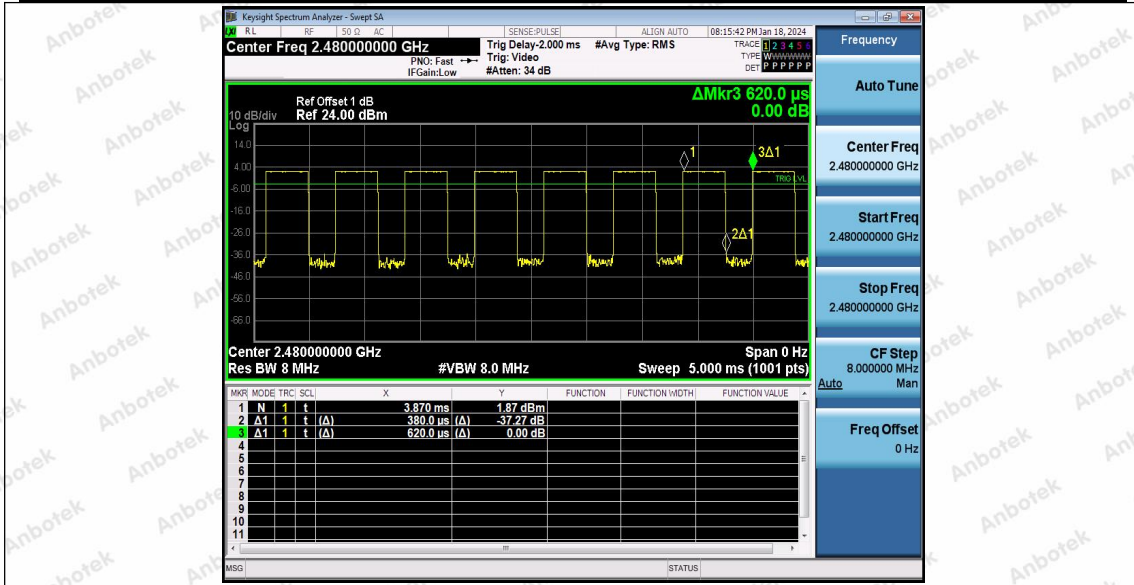 Keysight Spectrum Analyzer - Swept SA
LXI RL RF 50 Ω AC SENSE:PULSE ALIGN AUTO 08:15:42 PM Jan 18, 2024
Center Freq 2.480000000 GHz
PNO: Fast
IFGain:Low
Trig Delay-2.000 ms
Trig: Video
#Atten: 34 dB
#Avg Type: RMS
TRACE 1 2 3 4 5 6
TYPE WWWWWW
DET P P P P P P
Frequency
Auto Tune
Center Freq
2.480000000 GHz
Start Freq
2.480000000 GHz
Stop Freq
2.480000000 GHz
CF Step
8.000000 MHz
Auto Man
Freq Offset
0 Hz
ΔMkr3 620.0 µs
0.00 dB
Ref Offset 1 dB
10 dB/div Ref 24.00 dBm
Log
14.0
4.00
-6.00
-16.0
-26.0
-36.0
-46.0
-56.0
-66.0
1
3Δ1
TRIG LVL
2Δ1
Center 2.480000000 GHz Span 0 Hz
Res BW 8 MHz #VBW 8.0 MHz Sweep 5.000 ms (1001 pts)
MKR MODE TRC SCL X Y FUNCTION FUNCTION WIDTH FUNCTION VALUE
1 N 1 t 3.870 ms 1.87 dBm
2 Δ1 1 t (Δ) 380.0 µs (Δ) -37.27 dB
3 Δ1 1 t (Δ) 620.0 µs (Δ) 0.00 dB
4
5
6
7
8
9
10
11
MSG STATUS
Anbotek